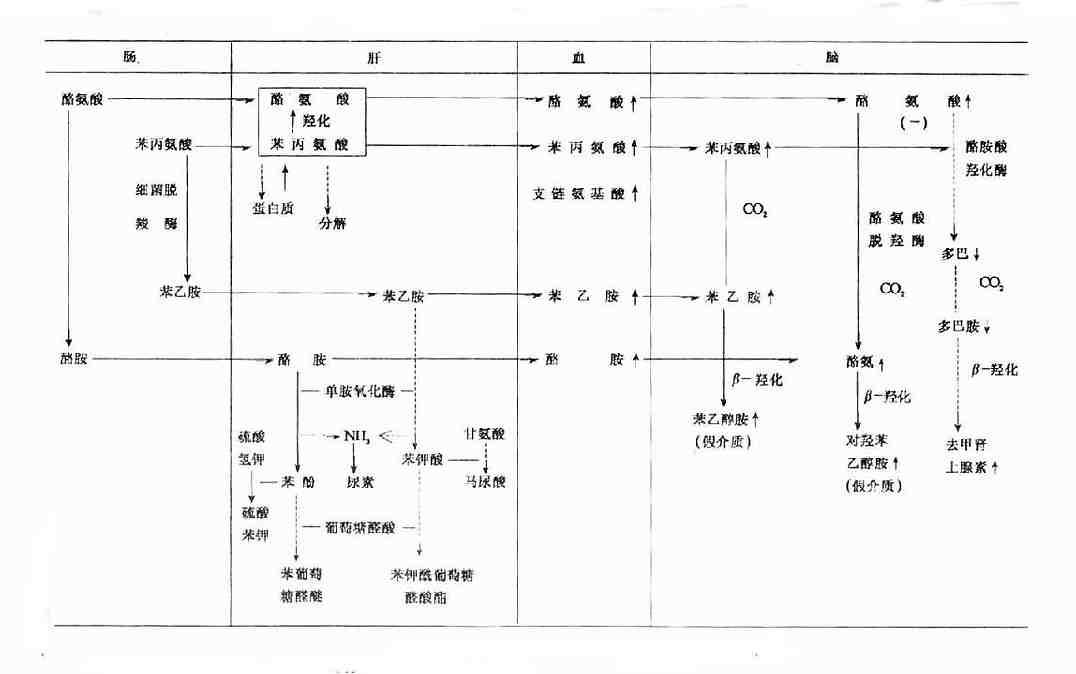 肠 肝 血 脑
酪氨酸 酪氨酸 酪氨酸↑ 酪氨酸↑
羟化 (一)
苯丙氨酸 苯丙氨酸 苯丙氨酸↑ 苯丙氨酸↑ 酪胺酸
羟化酶
细菌脱 支链氨基酸↑
蛋白质 CO₂
羧酶 分解 酪氨酸
脱羟酶
多巴↓
CO₂ CO₂
苯乙胺 苯乙胺 苯乙胺↑ 苯乙胺↑
多巴胺↓
酪胺 酪胺 酪胺↑ 酪氨↑
β-羟化 β-羟化
单胺氧化酶 β-羟化
苯乙醇胺↑
硫酸 NH₃ 甘氨酸 (假介质) 对羟苯 去甲肾
氢钾 苯钾酸 乙醇胺↑ 上腺素↑
苯酚 尿素 马尿酸 (假介质)
硫酸
苯钾 葡萄糖醛酸
苯葡萄 苯钾酰葡萄糖
糖醛醚 醛酸酯